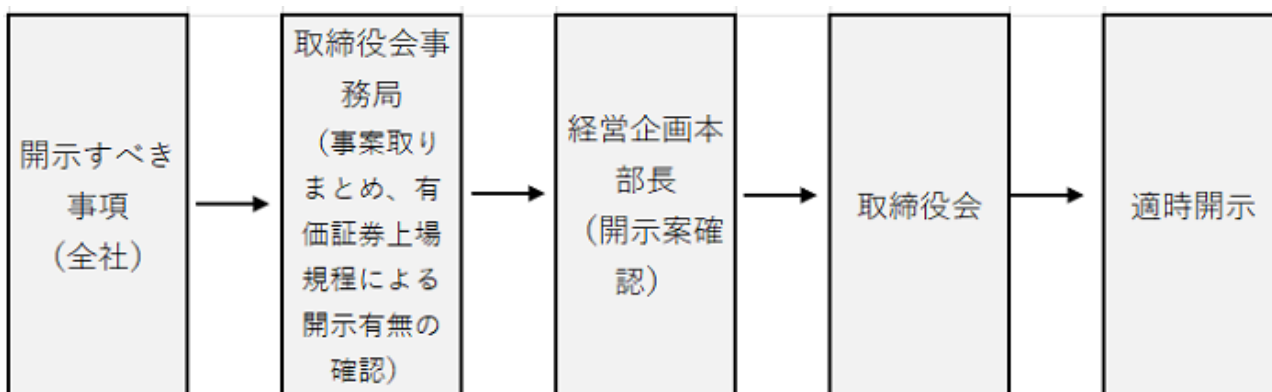 開示すべき
事項
（全社）
取締役会事
務局
（事案取り
まとめ、有
価証券上場
規程による
開示有無の
確認）
経営企画本
部長
（開示案確
認）
取締役会
適時開示